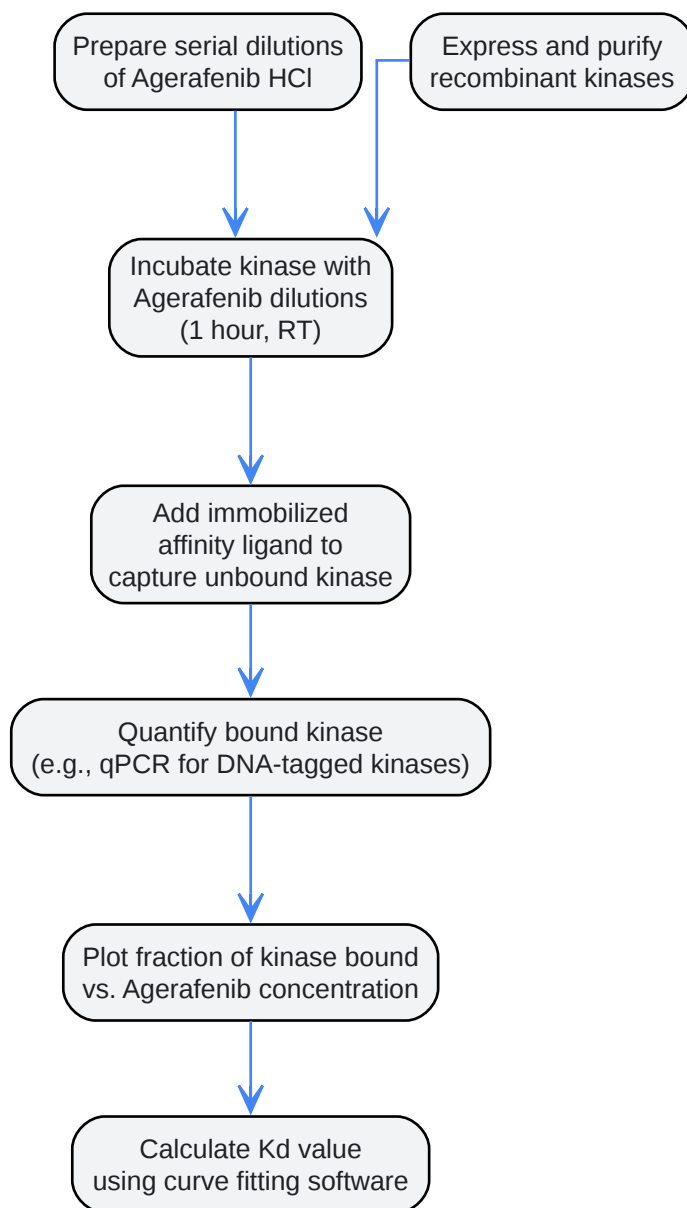 Prepare serial dilutions
of Agerafenib HCl
Express and purify
recombinant kinases
Incubate kinase with
Agerafenib dilutions
(1 hour, RT)
Add immobilized
affinity ligand to
capture unbound kinase
Quantify bound kinase
(e.g., qPCR for DNA-tagged kinases)
Plot fraction of kinase bound
vs. Agerafenib concentration
Calculate Kd value
using curve fitting software